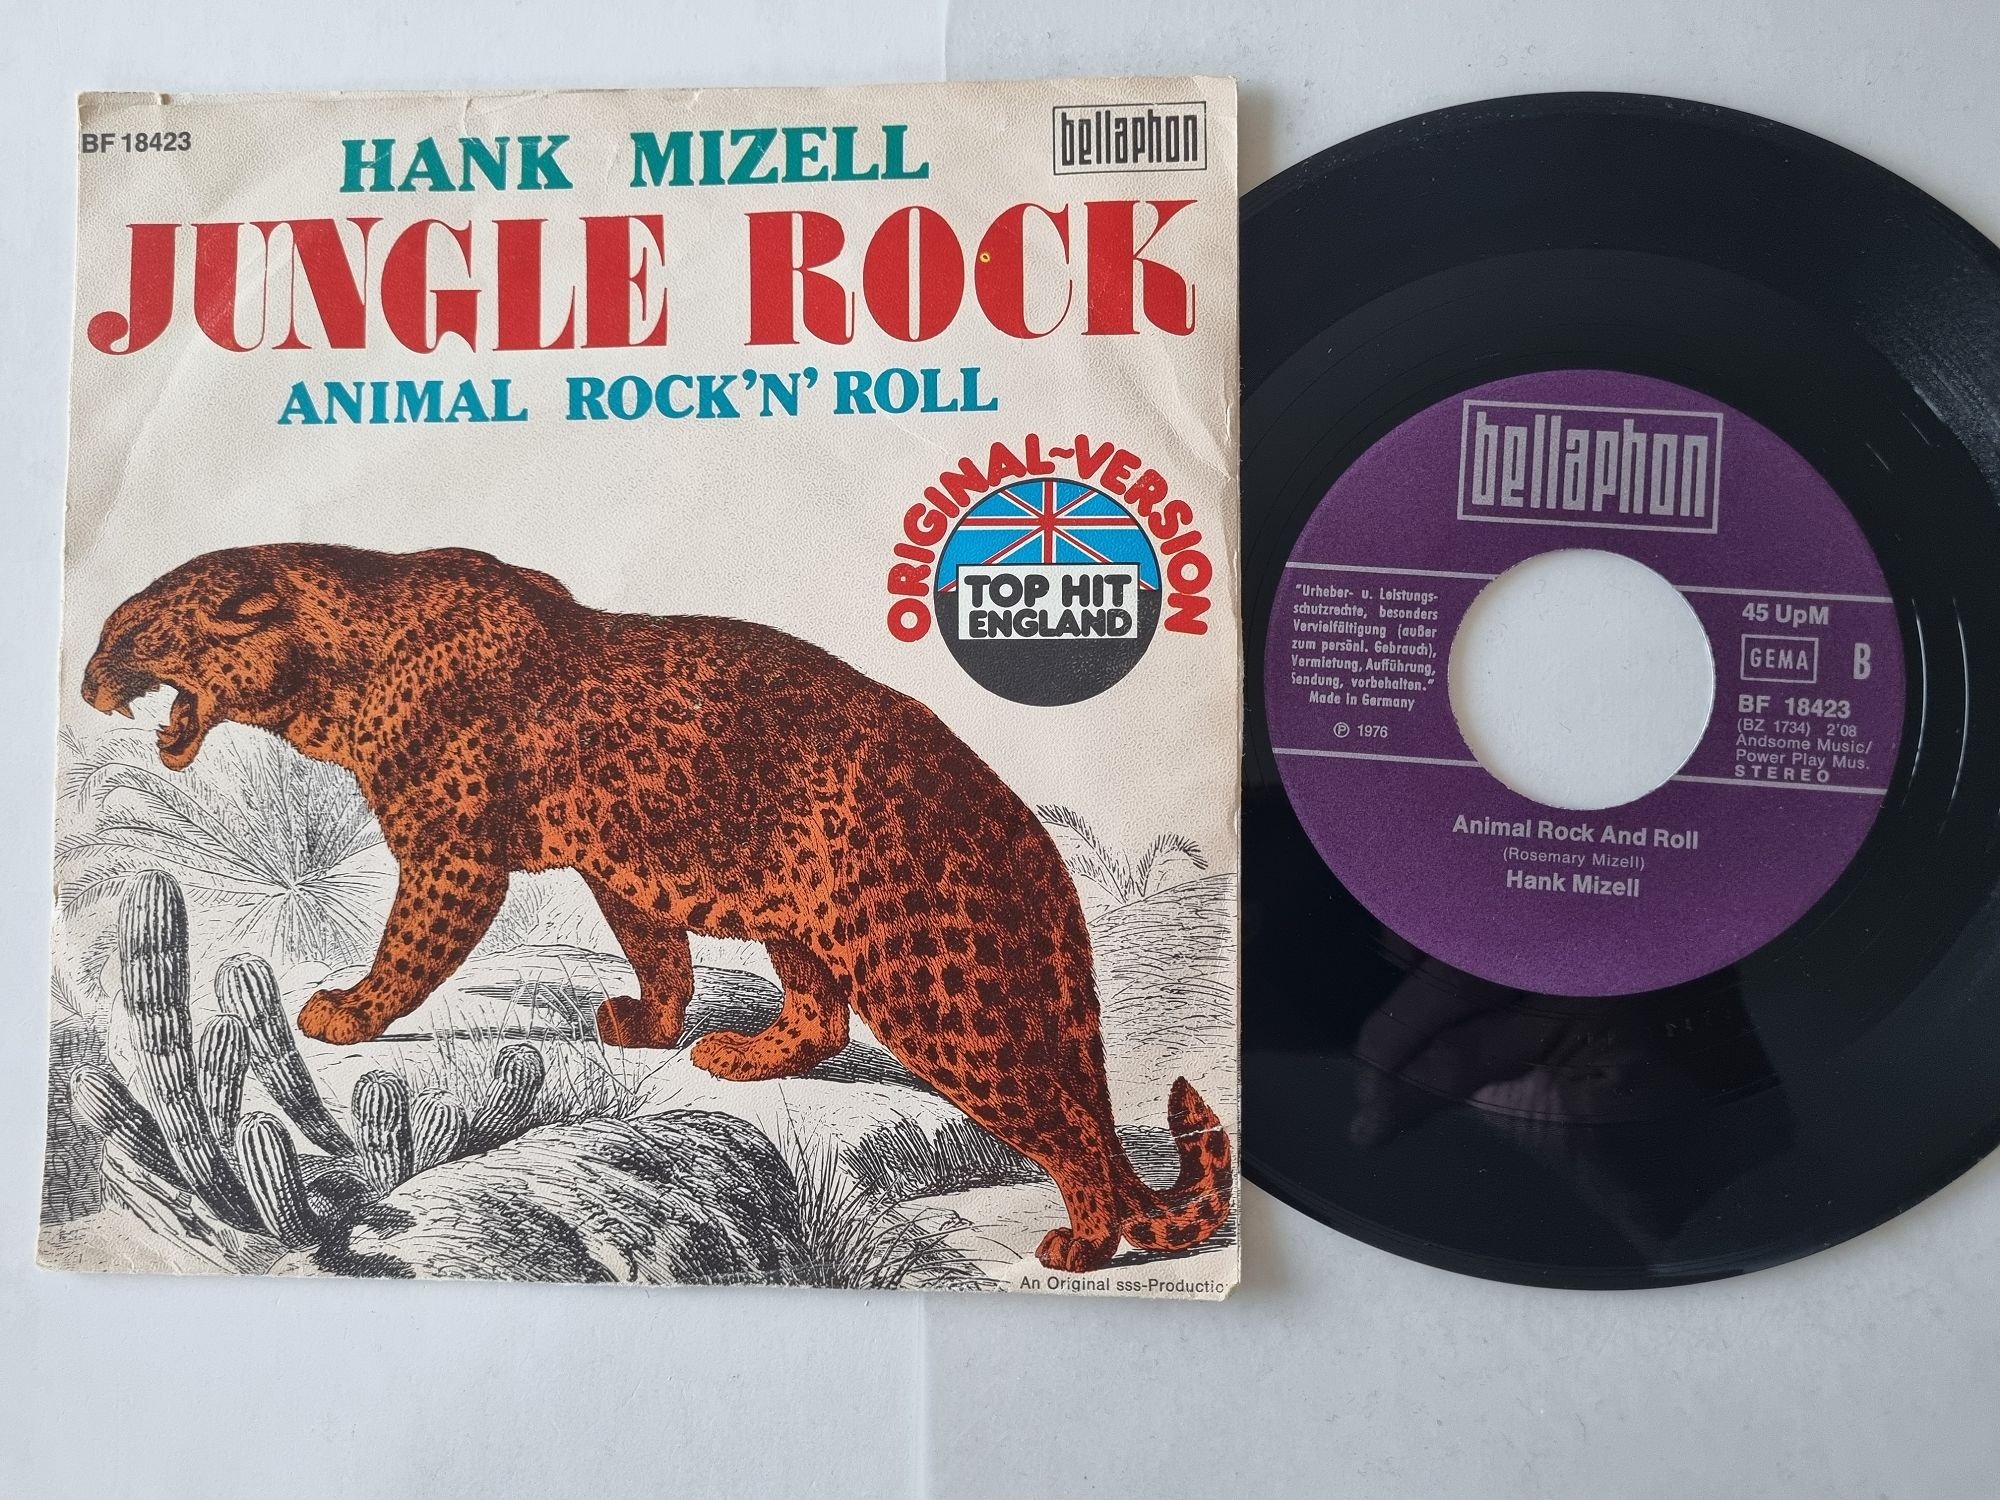 BF 18423
HANK MIZELL
bellaphon
JUNGLE ROCK
ANIMAL ROCK'N'ROLL
ORIGINAL~VERSION
TOP HIT
ENGLAND
An Original sss-Productio
bellaphon
"Urheber- u. Leistungs-
schutzrechte, besonders
Vervielfältigung (außer
zum persönl. Gebrauch),
Vermietung, Aufführung,
Sendung, vorbehalten."
Made in Germany
℗ 1976
45 UpM
GEMA B
BF 18423
(BZ 1734) 2'08
Andsome Music/
Power Play Mus.
STEREO
Animal Rock And Roll
(Rosemary Mizell)
Hank Mizell